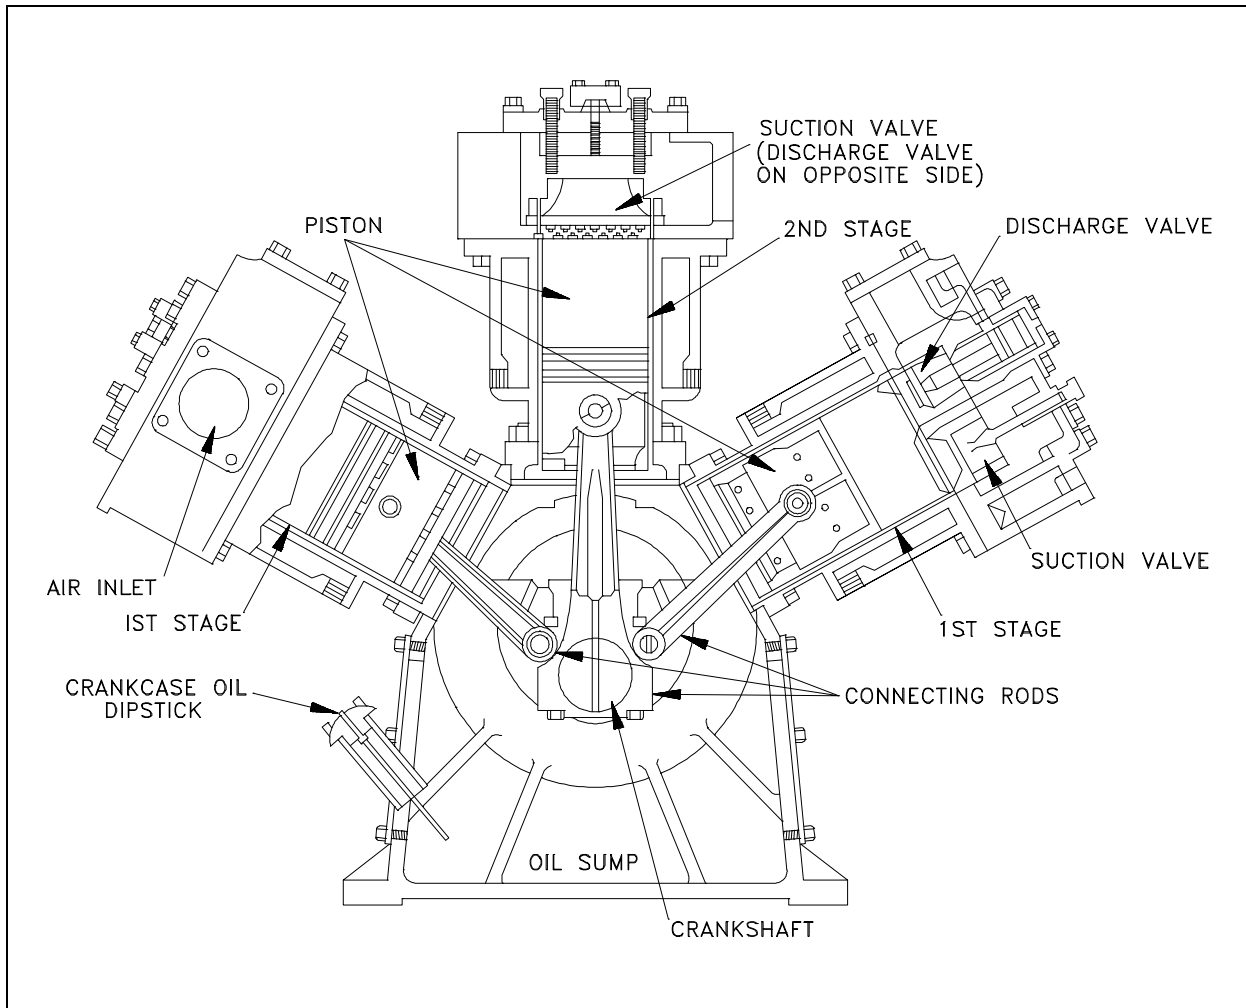 SUCTION VALVE
(DISCHARGE VALVE
ON OPPOSITE SIDE)
PISTON
2ND STAGE
DISCHARGE VALVE
AIR INLET
IST STAGE
SUCTION VALVE
1ST STAGE
CRANKCASE OIL
DIPSTICK
CONNECTING RODS
OIL SUMP
CRANKSHAFT